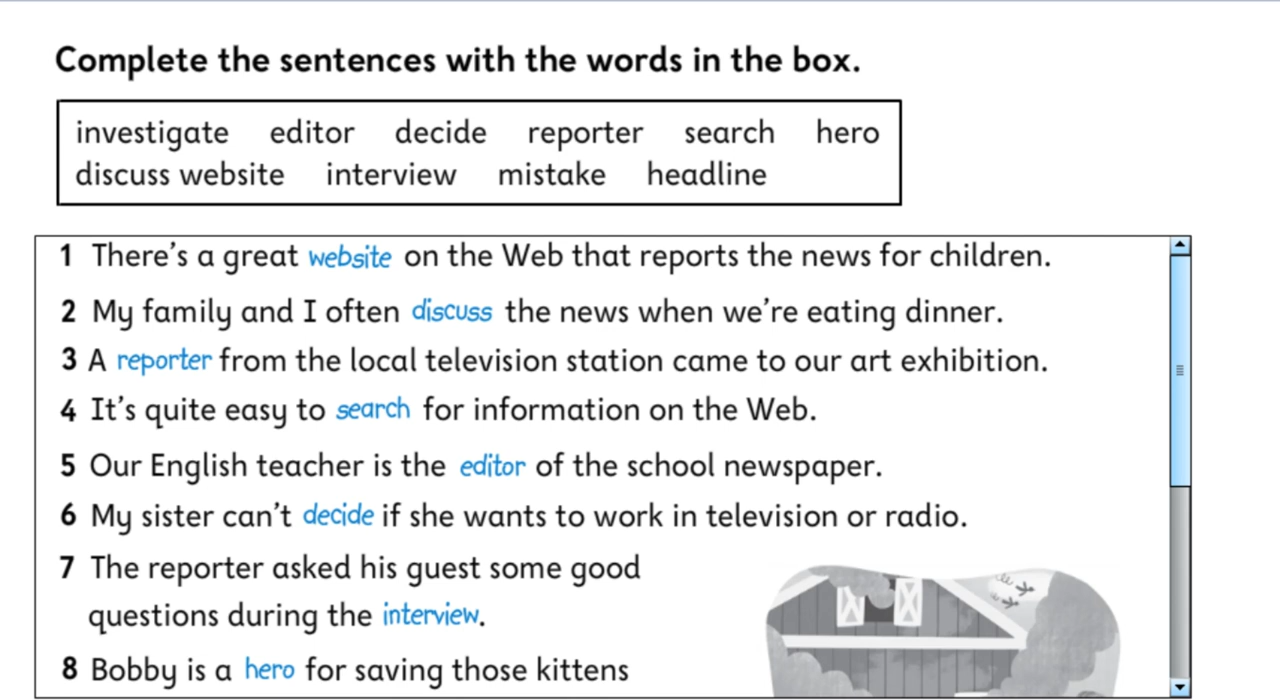 Complete the sentences with the words in the box.
investigate editor decide reporter search hero
discuss website interview mistake headline
1 There's a great website on the Web that reports the news for children.
2 My family and I often discuss the news when we're eating dinner.
3 A reporter from the local television station came to our art exhibition.
4 It's quite easy to search for information on the Web.
5 Our English teacher is the editor of the school newspaper.
6 My sister can't decide if she wants to work in television or radio.
7 The reporter asked his guest some good
questions during the interview.
8 Bobby is a hero for saving those kittens